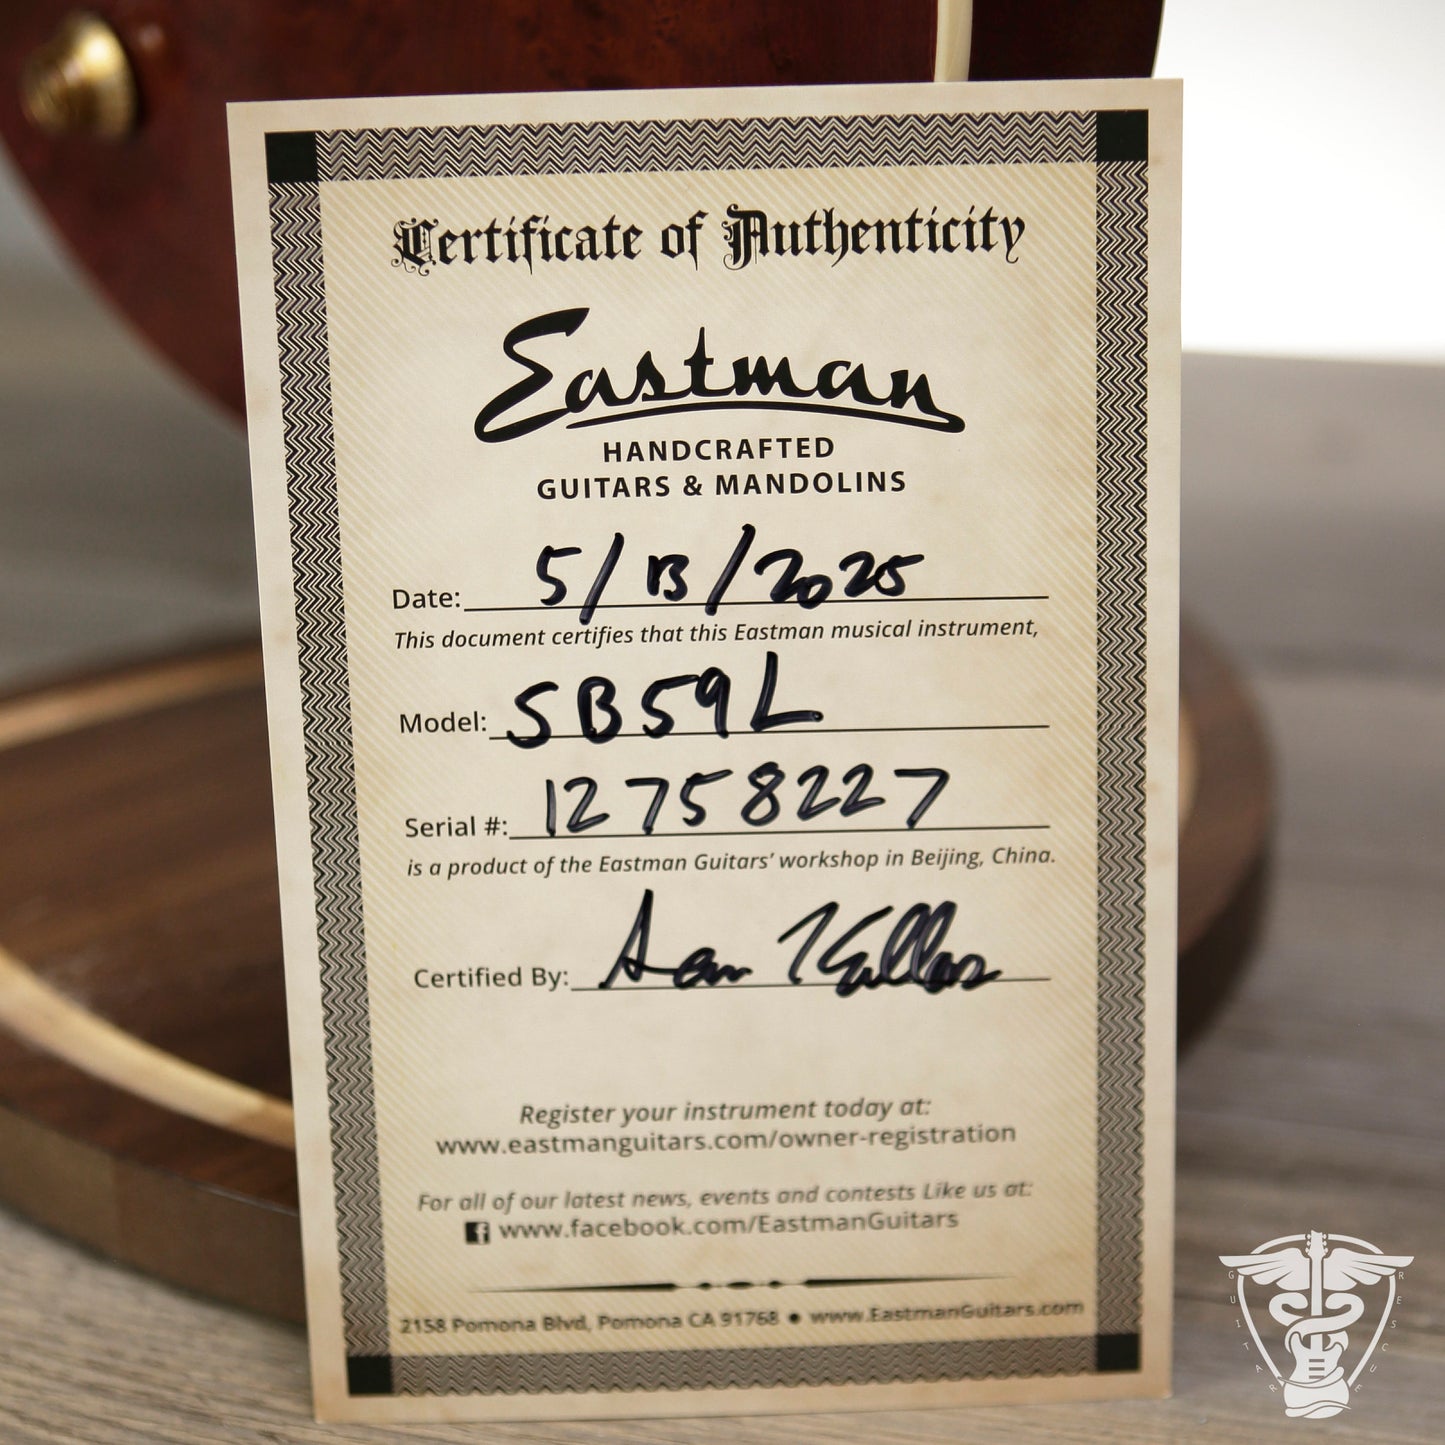 Certificate of Authenticity
Eastman
HANDCRAFTED
GUITARS & MANDOLINS
Date: 5/13/2025
This document certifies that this Eastman musical instrument,
Model: SB59L
Serial #: 12758227
is a product of the Eastman Guitars’ workshop in Beijing, China.
Certified By:
Register your instrument today at:
www.eastmanguitars.com/owner-registration
For all of our latest news, events and contests Like us at:
f www.facebook.com/EastmanGuitars
2158 Pomona Blvd, Pomona CA 91768 ● www.EastmanGuitars.com
GUITAR RESCUE